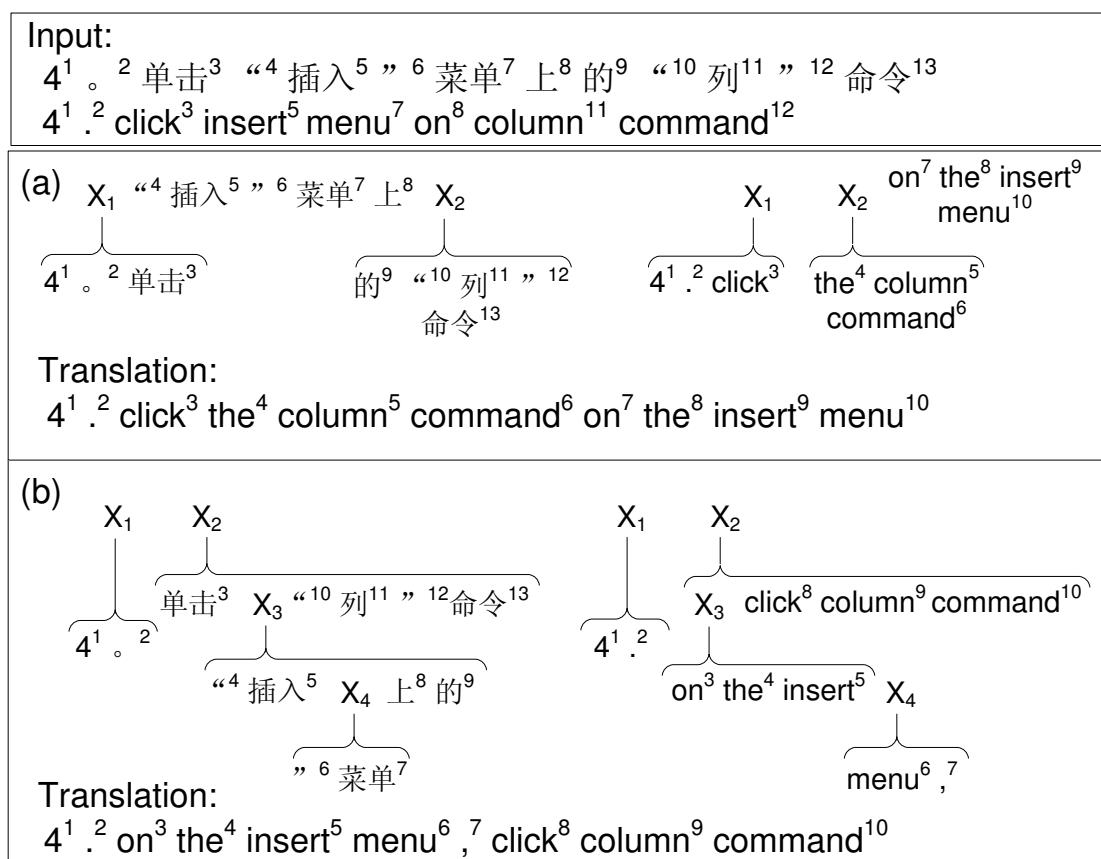 Input:
4¹ 。² 单击³ “⁴ 插入⁵ ”⁶ 菜单⁷ 上⁸ 的⁹ “¹⁰ 列¹¹ ”¹² 命令¹³
4¹ .² click³ insert⁵ menu⁷ on⁸ column¹¹ command¹²
(a)
X₁ “⁴ 插入⁵ ”⁶ 菜单⁷ 上⁸ X₂
4¹ 。² 单击³
的⁹ “¹⁰ 列¹¹ ”¹²
命令¹³
X₁ X₂ on⁷ the⁸ insert⁹
menu¹⁰
4¹ .² click³
the⁴ column⁵
command⁶
Translation:
4¹ .² click³ the⁴ column⁵ command⁶ on⁷ the⁸ insert⁹ menu¹⁰
(b)
X₁ X₂
单击³ X₃ “¹⁰ 列¹¹ ”¹² 命令¹³
4¹ 。²
“⁴ 插入⁵ X₄ 上⁸ 的⁹
”⁶ 菜单⁷
X₁ X₂
X₃ click⁸ column⁹ command¹⁰
4¹ .²
on³ the⁴ insert⁵ X₄
menu⁶ ,⁷
Translation:
4¹ .² on³ the⁴ insert⁵ menu⁶ ,⁷ click⁸ column⁹ command¹⁰